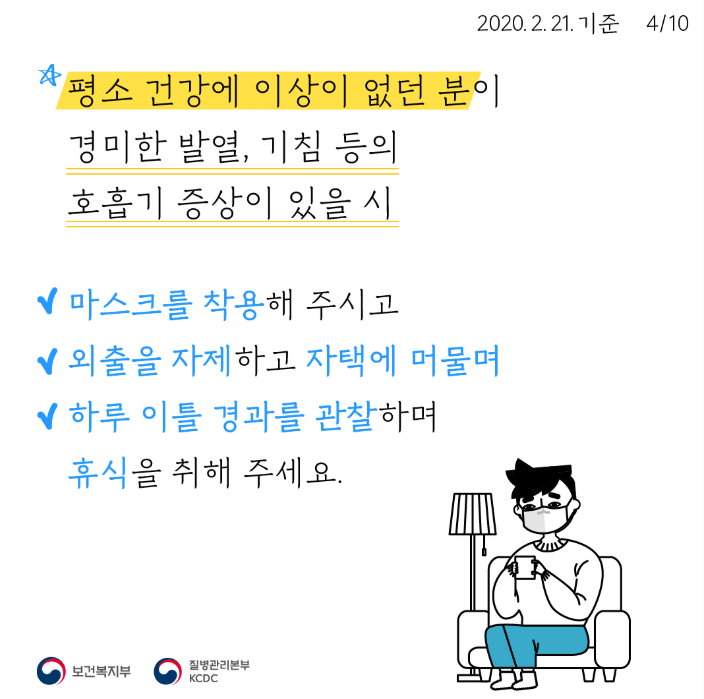 2020. 2. 21. 기준 4/10
평소 건강에 이상이 없던 분이
경미한 발열, 기침 등의
호흡기 증상이 있을 시
마스크를 착용해 주시고
외출을 자제하고 자택에 머물며
하루 이틀 경과를 관찰하며
휴식을 취해 주세요.
보건복지부
질병관리본부
KCDC